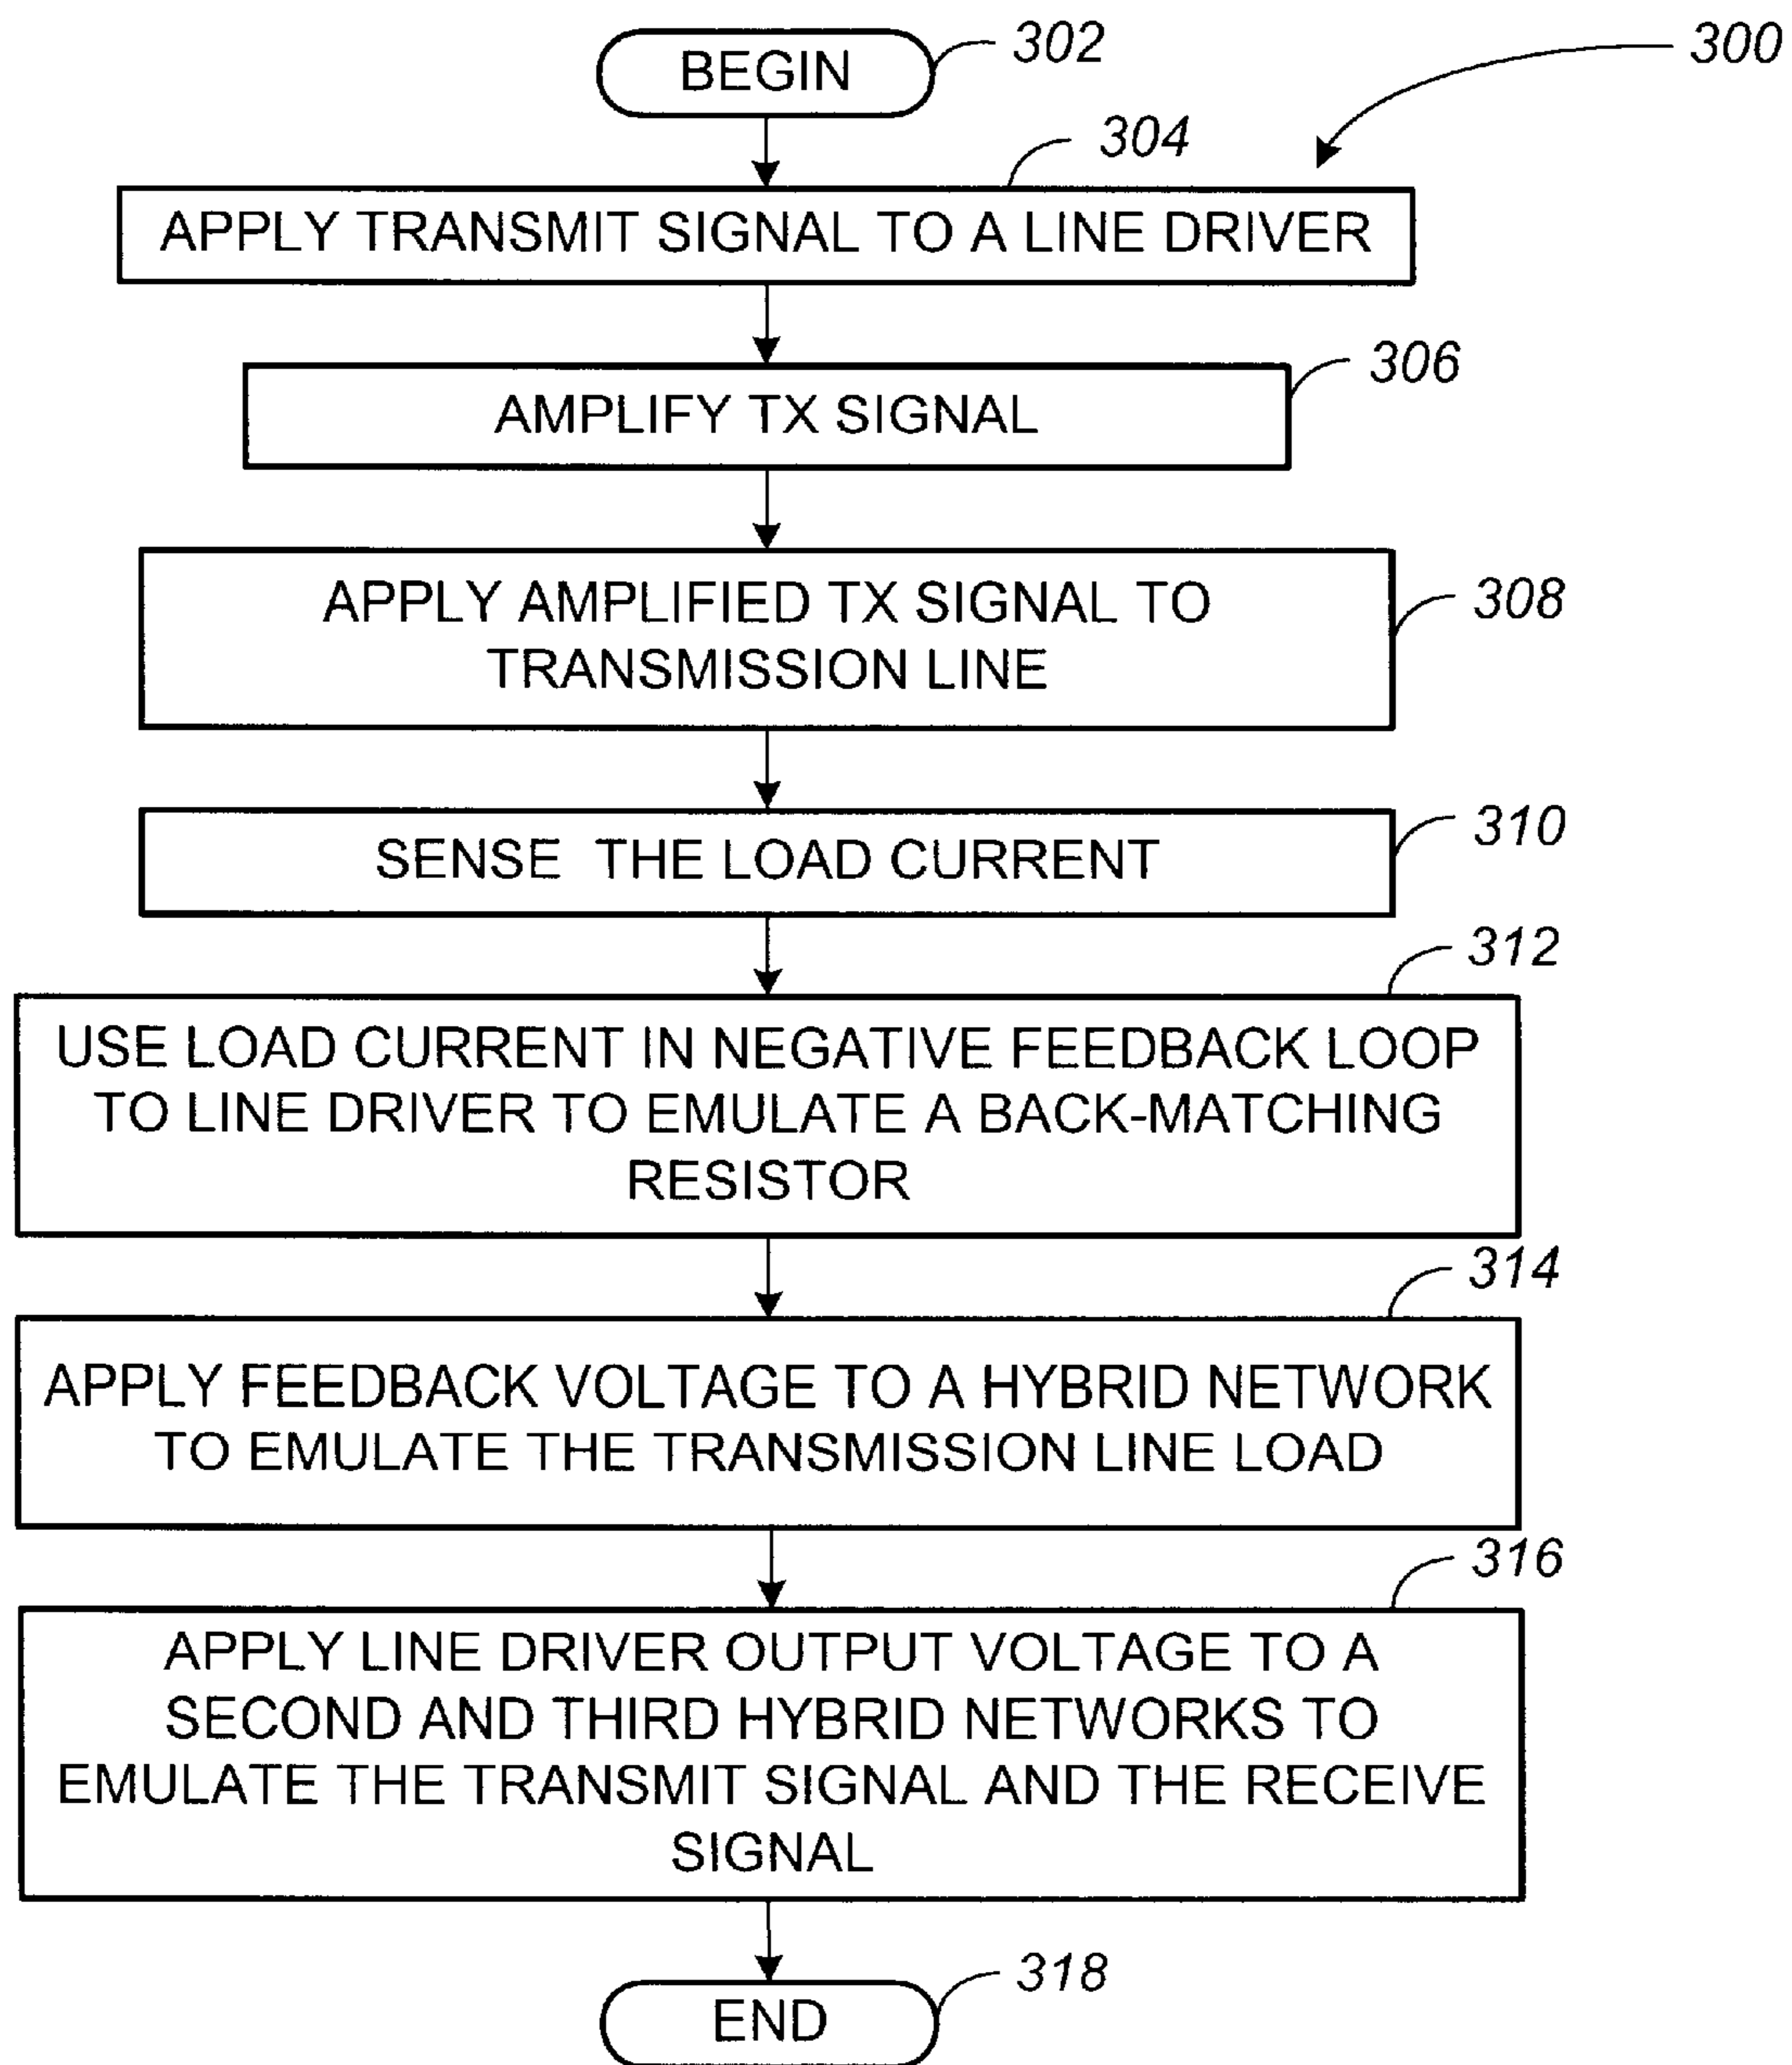 BEGIN
302
300
304
APPLY TRANSMIT SIGNAL TO A LINE DRIVER
306
AMPLIFY TX SIGNAL
APPLY AMPLIFIED TX SIGNAL TO
TRANSMISSION LINE
308
SENSE THE LOAD CURRENT
310
312
USE LOAD CURRENT IN NEGATIVE FEEDBACK LOOP
TO LINE DRIVER TO EMULATE A BACK-MATCHING
RESISTOR
314
APPLY FEEDBACK VOLTAGE TO A HYBRID NETWORK
TO EMULATE THE TRANSMISSION LINE LOAD
316
APPLY LINE DRIVER OUTPUT VOLTAGE TO A
SECOND AND THIRD HYBRID NETWORKS TO
EMULATE THE TRANSMIT SIGNAL AND THE RECEIVE
SIGNAL
318
END